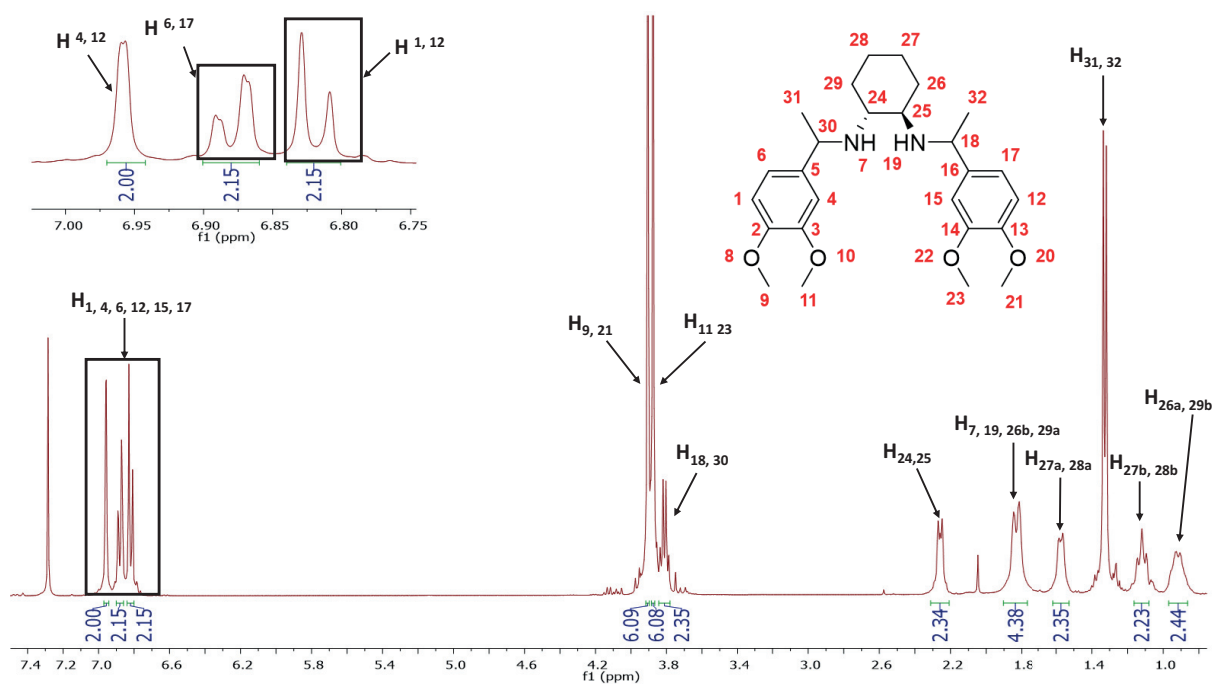 H 4, 12
H 6, 17
H 1, 12
2.00
2.15
2.15
7.00 6.95 6.90 6.85 6.80 6.75
f1 (ppm)
28 27
29 26
31 24 25 32
30 HN HN 18
6 7 19 17
5 16
1 4 15 12
2 3 14 13
8 O O 10 22 O O 20
9 11 23 21
H31, 32
H1, 4, 6, 12, 15, 17
H9, 21
H11 23
H18, 30
H24,25
H7, 19, 26b, 29a
H27a, 28a
H27b, 28b
H26a, 29b
2.00
2.15
2.15
6.09
6.08
2.35
2.34
4.38
2.35
2.23
2.44
7.4 7.0 6.6 6.2 5.8 5.4 5.0 4.6 4.2 3.8 3.4 3.0 2.6 2.2 1.8 1.4 1.0
f1 (ppm)